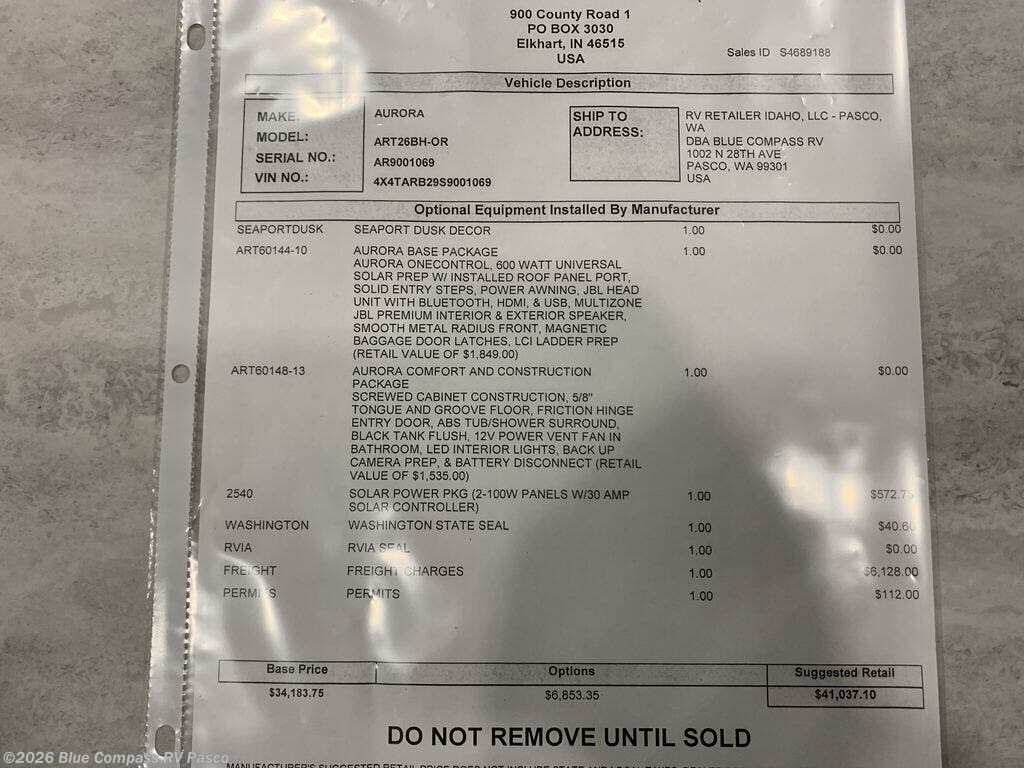 900 County Road 1
PO BOX 3030
Elkhart, IN 46515
USA
Sales ID S4689188
Vehicle Description
MAKE: AURORA
MODEL: ART26BH-OR
SERIAL NO.: AR9001069
VIN NO.: 4X4TARB29S9001069
SHIP TO
ADDRESS:
RV RETAILER IDAHO, LLC - PASCO,
WA
DBA BLUE COMPASS RV
1002 N 28TH AVE
PASCO, WA 99301
USA
Optional Equipment Installed By Manufacturer
SEAPORTDUSK SEAPORT DUSK DECOR 1.00 $0.00
ART60144-10 AURORA BASE PACKAGE 1.00 $0.00
AURORA ONECONTROL, 600 WATT UNIVERSAL
SOLAR PREP W/ INSTALLED ROOF PANEL PORT,
SOLID ENTRY STEPS, POWER AWNING, JBL HEAD
UNIT WITH BLUETOOTH, HDMI, & USB, MULTIZONE
JBL PREMIUM INTERIOR & EXTERIOR SPEAKER,
SMOOTH METAL RADIUS FRONT, MAGNETIC
BAGGAGE DOOR LATCHES, LCI LADDER PREP
(RETAIL VALUE OF $1,849.00)
ART60148-13 AURORA COMFORT AND CONSTRUCTION 1.00 $0.00
PACKAGE
SCREWED CABINET CONSTRUCTION, 5/8"
TONGUE AND GROOVE FLOOR, FRICTION HINGE
ENTRY DOOR, ABS TUB/SHOWER SURROUND,
BLACK TANK FLUSH, 12V POWER VENT FAN IN
BATHROOM, LED INTERIOR LIGHTS, BACK UP
CAMERA PREP, & BATTERY DISCONNECT (RETAIL
VALUE OF $1,535.00)
2540 SOLAR POWER PKG (2-100W PANELS W/30 AMP 1.00 $572.75
SOLAR CONTROLLER)
WASHINGTON WASHINGTON STATE SEAL 1.00 $40.60
RVIA RVIA SEAL 1.00 $0.00
FREIGHT FREIGHT CHARGES 1.00 $6,128.00
PERMITS PERMITS 1.00 $112.00
Base Price Options Suggested Retail
$34,183.75 $6,853.35 $41,037.10
DO NOT REMOVE UNTIL SOLD
©2026 Blue Compass RV Pasco